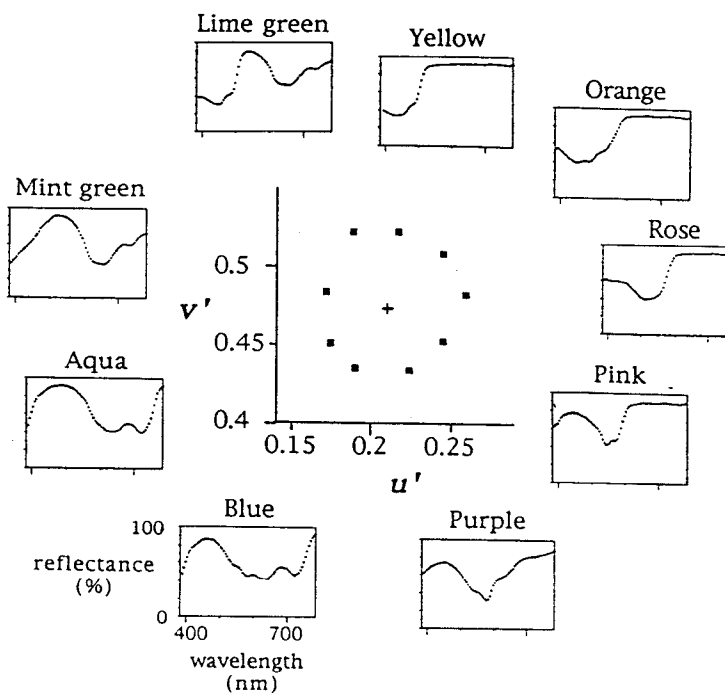 Lime green
Yellow
Orange
Mint green
Rose
0.5
v'
0.45
Aqua
Pink
0.4
0.15
0.2
0.25
u'
Blue
Purple
100
reflectance
(%)
0
400
700
wavelength
(nm)